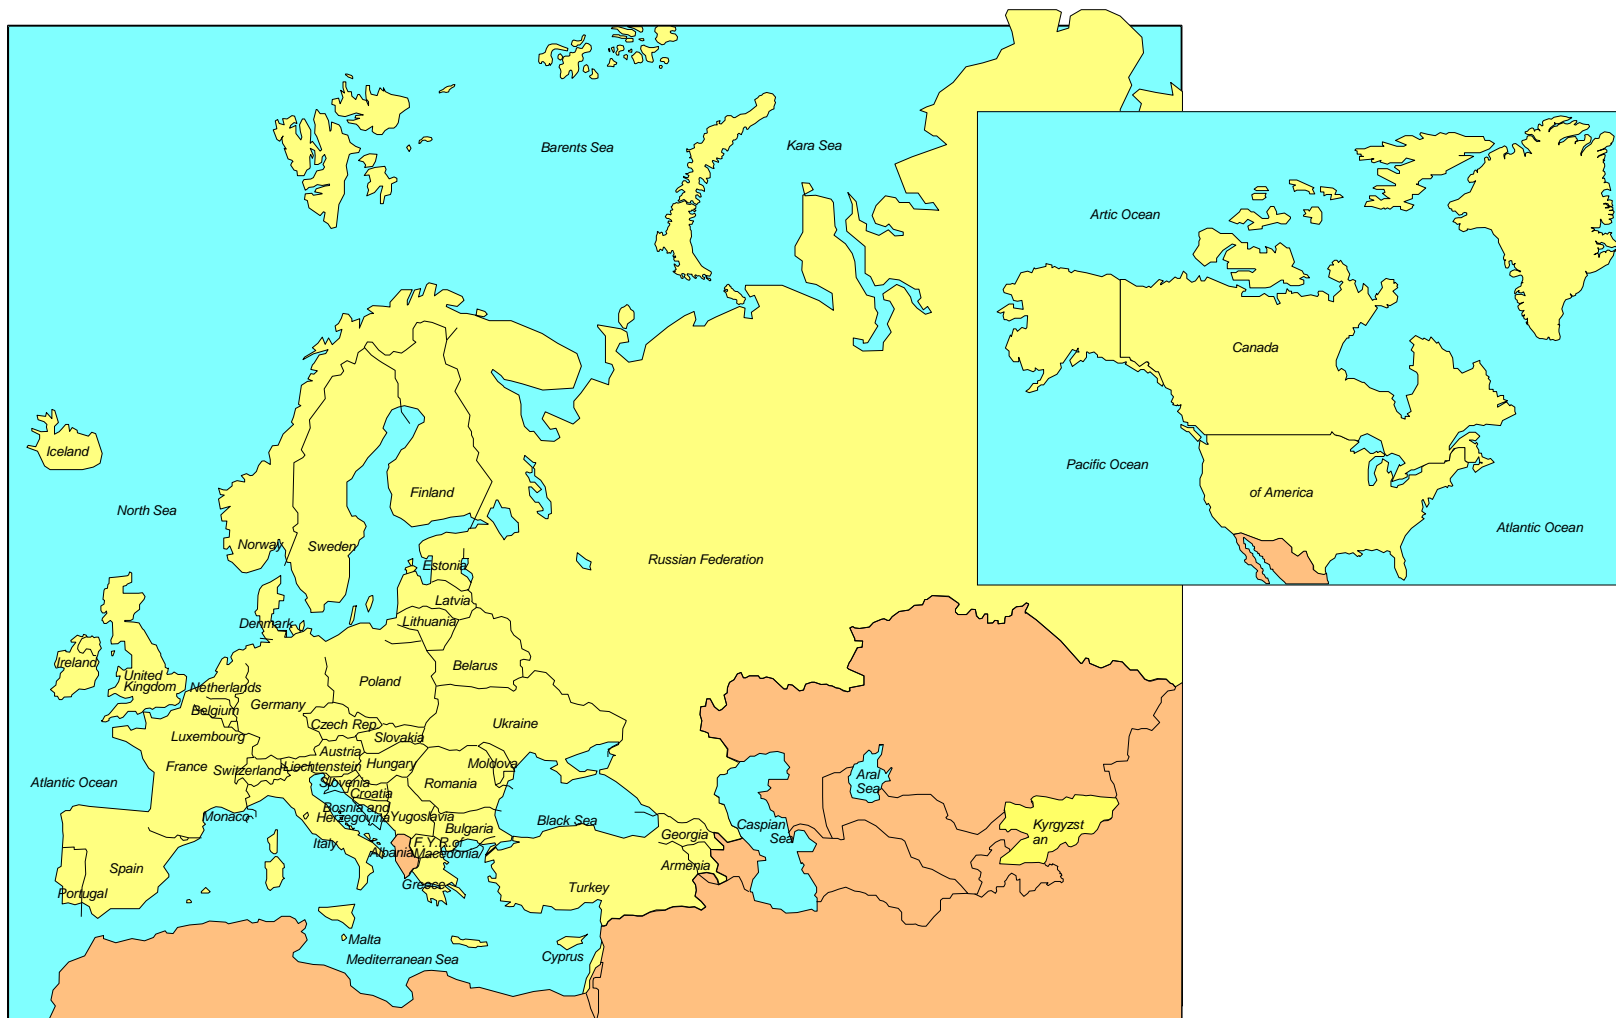 Barents Sea
Kara Sea
Artic Ocean
Canada
Iceland
Pacific Ocean
of America
Finland
North Sea
Atlantic Ocean
Norway
Sweden
Russian Federation
Estonia
Latvia
Denmark
Lithuania
Ireland
United
Kingdom
Belarus
Netherlands
Poland
Belgium
Germany
Czech Rep.
Ukraine
Luxembourg
Slovakia
Austria
France
Switzerland
Liechtenstein
Hungary
Moldova
Atlantic Ocean
Slovenia
Romania
Aral
Sea
Croatia
Bosnia and
Herzegovina
Monaco
Yugoslavia
Black Sea
Caspian
Sea
Kyrgyzst
an
Bulgaria
Georgia
Italy
F.Y.R.of
Macedonia
Alpania
Armenia
Spain
Greece
Turkey
Portugal
Malta
Mediterranean Sea
Cyprus